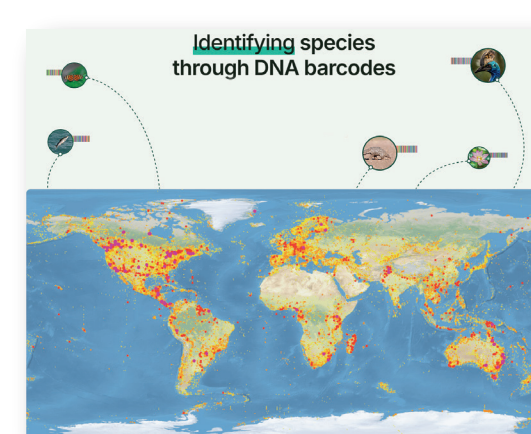 Identifying species
through DNA barcodes